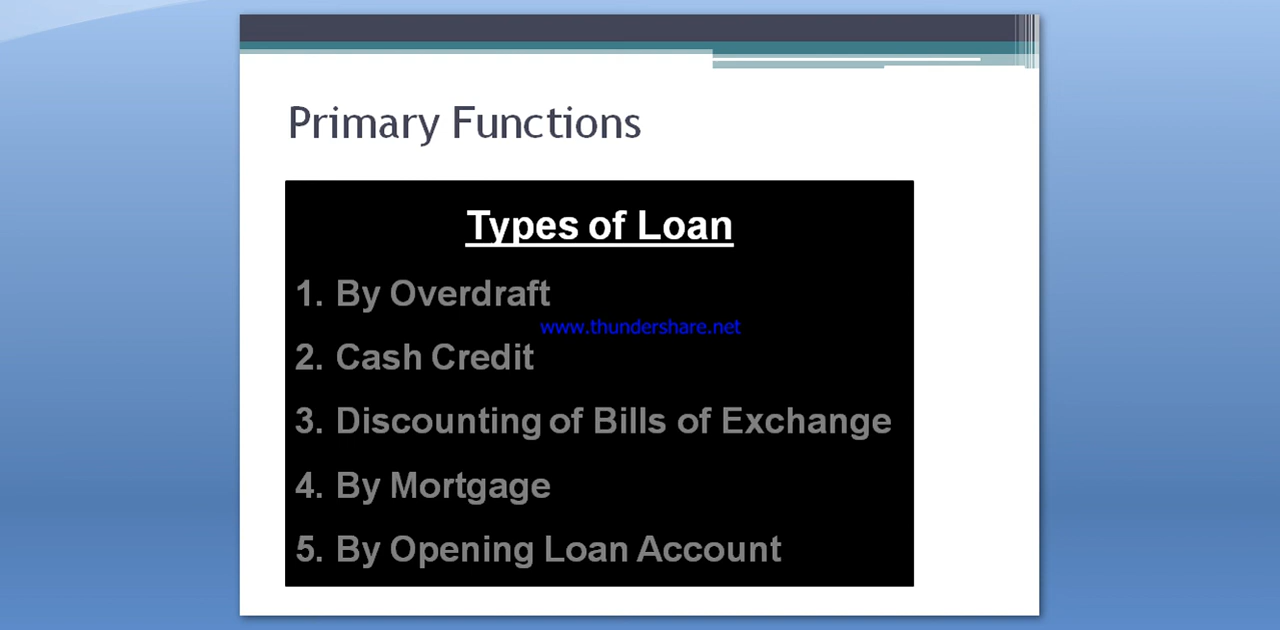 Primary Functions
Types of Loan
1. By Overdraft
www.thundershare.net
2. Cash Credit
3. Discounting of Bills of Exchange
4. By Mortgage
5. By Opening Loan Account